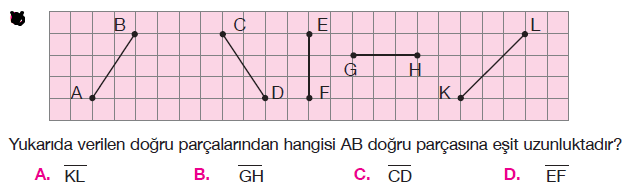 B C E L
G H
A D F K
Yukarıda verilen doğru parçalarından hangisi AB doğru parçasına eşit uzunluktadır?
A. KL B. GH C. CD D. EF